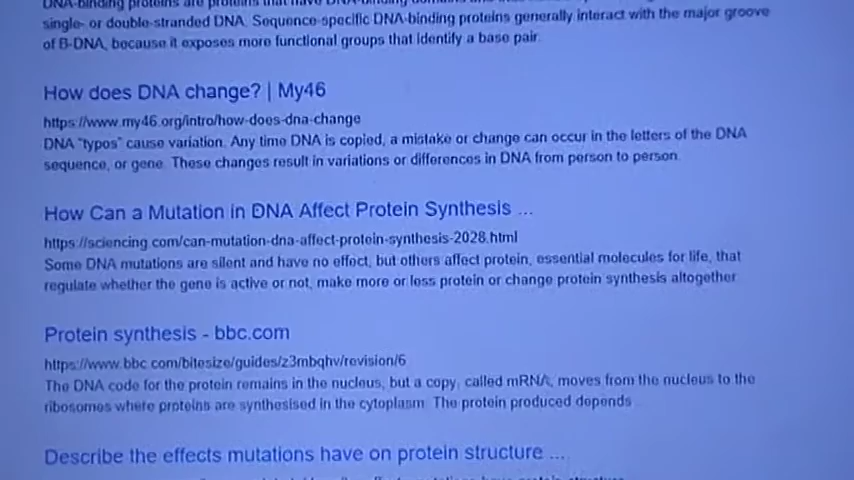 DNA-binding proteins are proteins that have DNA-binding
single- or double-stranded DNA. Sequence-specific DNA-binding proteins generally interact with the major groove
of B-DNA, because it exposes more functional groups that identify a base pair.
How does DNA change? | My46
https://www.my46.org/intro/how-does-dna-change
DNA "typos" cause variation. Any time DNA is copied, a mistake or change can occur in the letters of the DNA
sequence, or gene. These changes result in variations or differences in DNA from person to person.
How Can a Mutation in DNA Affect Protein Synthesis ...
https://sciencing.com/can-mutation-dna-affect-protein-synthesis-2028.html
Some DNA mutations are silent and have no effect, but others affect protein, essential molecules for life, that
regulate whether the gene is active or not, make more or less protein or change protein synthesis altogether.
Protein synthesis - bbc.com
https://www.bbc.com/bitesize/guides/z3mbqhv/revision/6
The DNA code for the protein remains in the nucleus, but a copy, called mRNA, moves from the nucleus to the
ribosomes where proteins are synthesised in the cytoplasm. The protein produced depends ...
Describe the effects mutations have on protein structure ...